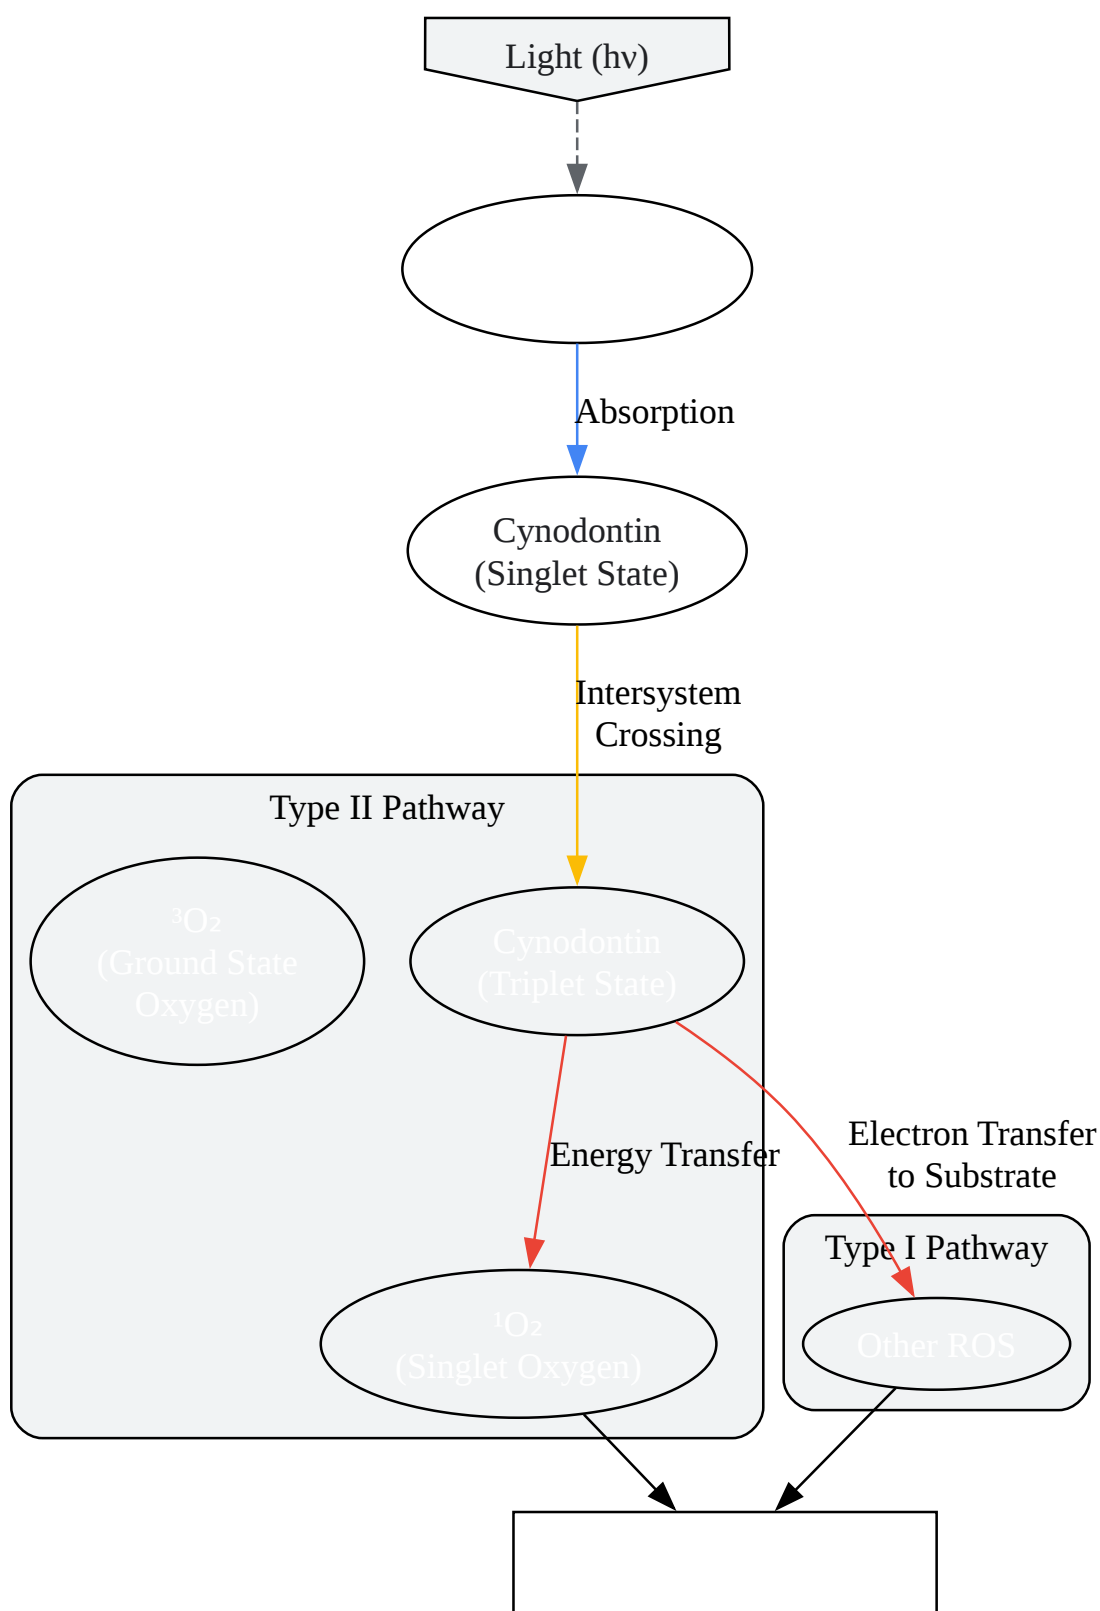 Light (hν)
Absorption
Cynodontin
(Singlet State)
Intersystem
Crossing
Type II Pathway
³O₂
(Ground State
Oxygen)
Cynodontin
(Triplet State)
Energy Transfer
Electron Transfer
to Substrate
Type I Pathway
¹O₂
(Singlet Oxygen)
Other ROS